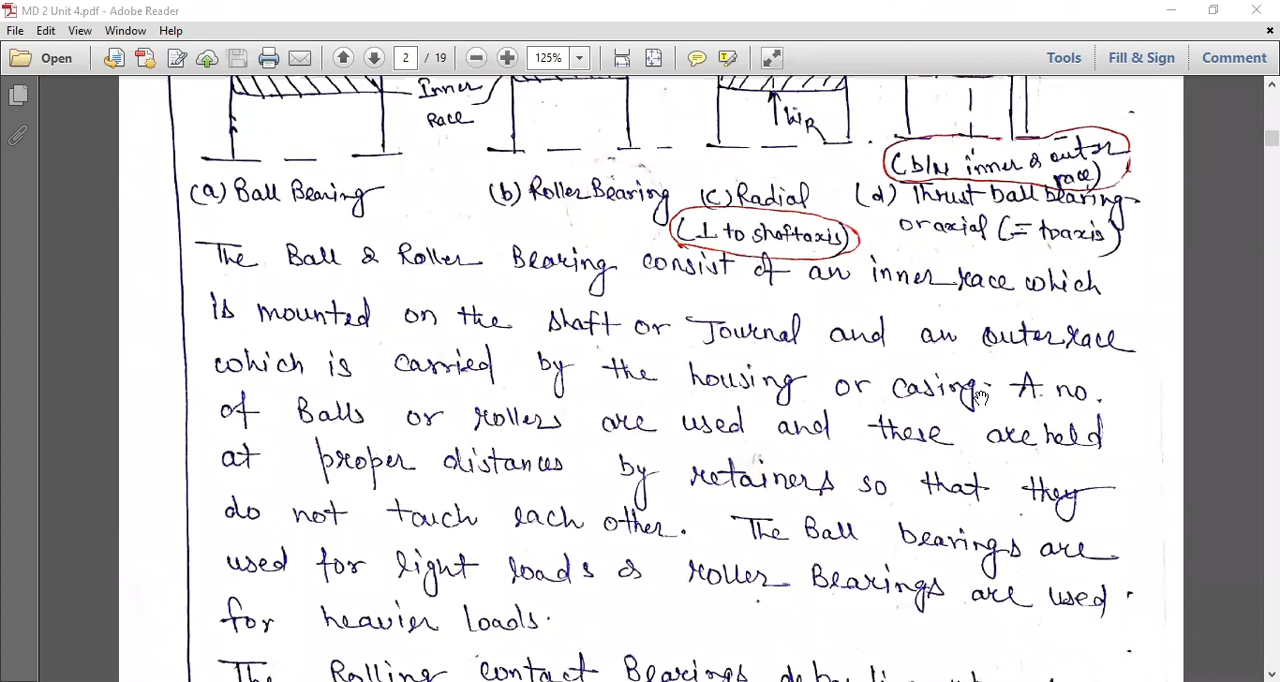 MD 2 Unit 4.pdf - Adobe Reader
File Edit View Window Help
Open 2 / 19 125% Tools Fill & Sign Comment
Inner
Race
WR
(b/w inner & outer
race)
(a) Ball Bearing (b) Roller Bearing (c) Radial (d) Thrust ball bearing
(⊥ to shaft axis) or axial (= to axis)
The Ball & Roller Bearing consist of an inner race which
is mounted on the shaft or Journal and an outer race
which is carried by the housing or casing. A no.
of Balls or rollers are used and these are held
at proper distances by retainers so that they
do not touch each other. The Ball bearings are
used for light loads & roller Bearings are used
for heavier loads.
The Rolling contact Bearings